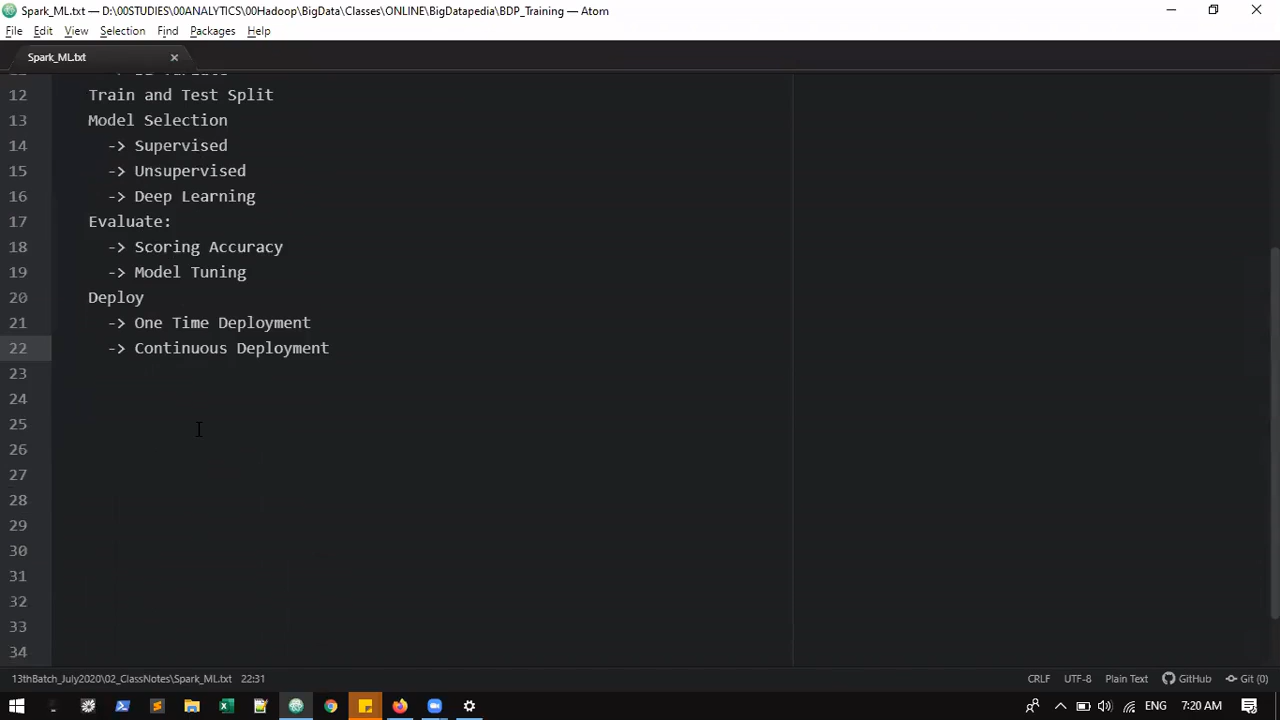 Spark_ML.txt — D:\00STUDIES\00ANALYTICS\00Hadoop\BigData\Classes\ONLINE\BigDatapedia\BDP_Training — Atom
File Edit View Selection Find Packages Help
Spark_ML.txt
12 Train and Test Split
13 Model Selection
14 -> Supervised
15 -> Unsupervised
16 -> Deep Learning
17 Evaluate:
18 -> Scoring Accuracy
19 -> Model Tuning
20 Deploy
21 -> One Time Deployment
22 -> Continuous Deployment
23
24
25
26
27
28
29
30
31
32
33
34
13thBatch_July2020\02_ClassNotes\Spark_ML.txt 22:31 CRLF UTF-8 Plain Text GitHub Git (0)
7:20 AM